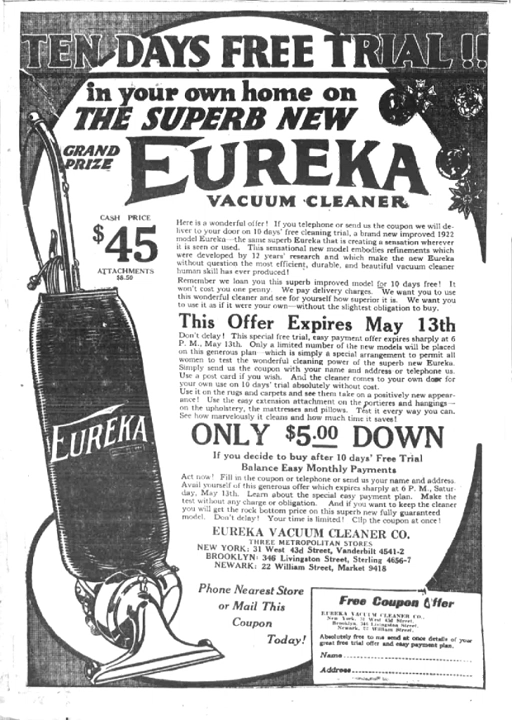 TEN DAYS FREE TRIAL!!
in your own home on
THE SUPERB NEW
GRAND
PRIZE
EUREKA
VACUUM CLEANER
CASH PRICE
$45
ATTACHMENTS
$8.50
Here is a wonderful offer! If you telephone or send us the coupon we will de-
liver to your door on 10 days' free cleaning trial, a brand new improved 1922
model Eureka—the same superb Eureka that is creating a sensation wherever
it is seen or used. This sensational new model embodies refinements which
were developed by 12 years' research and which make the new Eureka
without question the most efficient, durable, and beautiful vacuum cleaner
human skill has ever produced!
Remember we loan you this superb improved model for 10 days free! It
won't cost you one penny. We pay delivery charges. We want you to use
this wonderful cleaner and see for yourself how superior it is. We want you
to use it as if it were your own—without the slightest obligation to buy.
This Offer Expires May 13th
Don't delay! This special free trial, easy payment offer expires sharply at 6
P. M., May 13th. Only a limited number of the new models will be placed
on this generous plan—which is simply a special arrangement to permit all
women to test the wonderful cleaning power of the superb new Eureka.
Simply send us the coupon with your name and address or telephone us.
Use a post card if you wish. And the cleaner comes to your own door for
your own use on 10 days' trial absolutely without cost.
Use it on the rugs and carpets and see them take on a positively new appear-
ance! Use the easy extension attachment on the portieres and hangings—
on the upholstery, the mattresses and pillows. Test it every way you can.
See how marvelously it cleans and how much time it saves!
ONLY $5.00 DOWN
If you decide to buy after 10 days' Free Trial
Balance Easy Monthly Payments
Act now! Fill in the coupon or telephone or send us your name and address.
Avail yourself of this generous offer which expires sharply at 6 P. M., Satur-
day, May 13th. Learn about the special easy payment plan. Make the
test without any charge or obligation. And if you want to keep the cleaner
you will get the rock bottom price on this superb new fully guaranteed
model. Don't delay! Your time is limited! Clip the coupon at once!
EUREKA VACUUM CLEANER CO.
THREE METROPOLITAN STORES
NEW YORK: 31 West 43d Street, Vanderbilt 4541-2
BROOKLYN: 346 Livingston Street, Sterling 4656-7
NEWARK: 22 William Street, Market 9418
EUREKA
Phone Nearest Store
or Mail This
Coupon
Today!
Free Coupon Offer
EUREKA VACUUM CLEANER CO.,
New York, 31 West 43d Street.
Brooklyn, 346 Livingston Street.
Newark, 22 William Street.
Absolutely free to me send at once details of your
great free trial offer and easy payment plan.
Name
Address